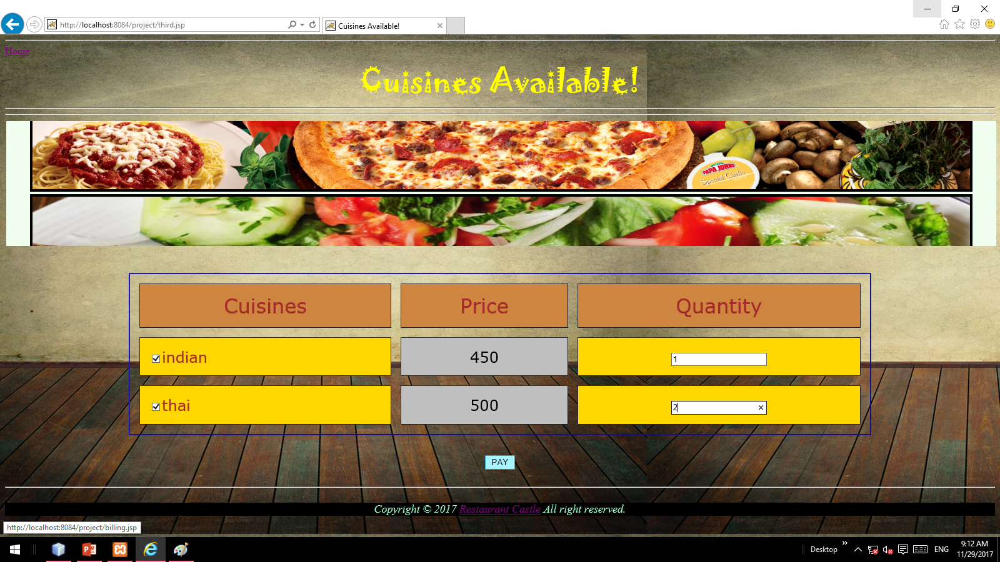 http://localhost:8084/project/third.jsp
Cuisines Available!
Home
Cuisines Available!
PAPA JOHNS
Special Garlic
Cuisines Price Quantity
indian 450 1
thai 500 2
PAY
Copyright © 2017 Restaurant Castle All right reserved.
http://localhost:8084/project/billing.jsp
Desktop
ENG
9:12 AM
11/29/2017